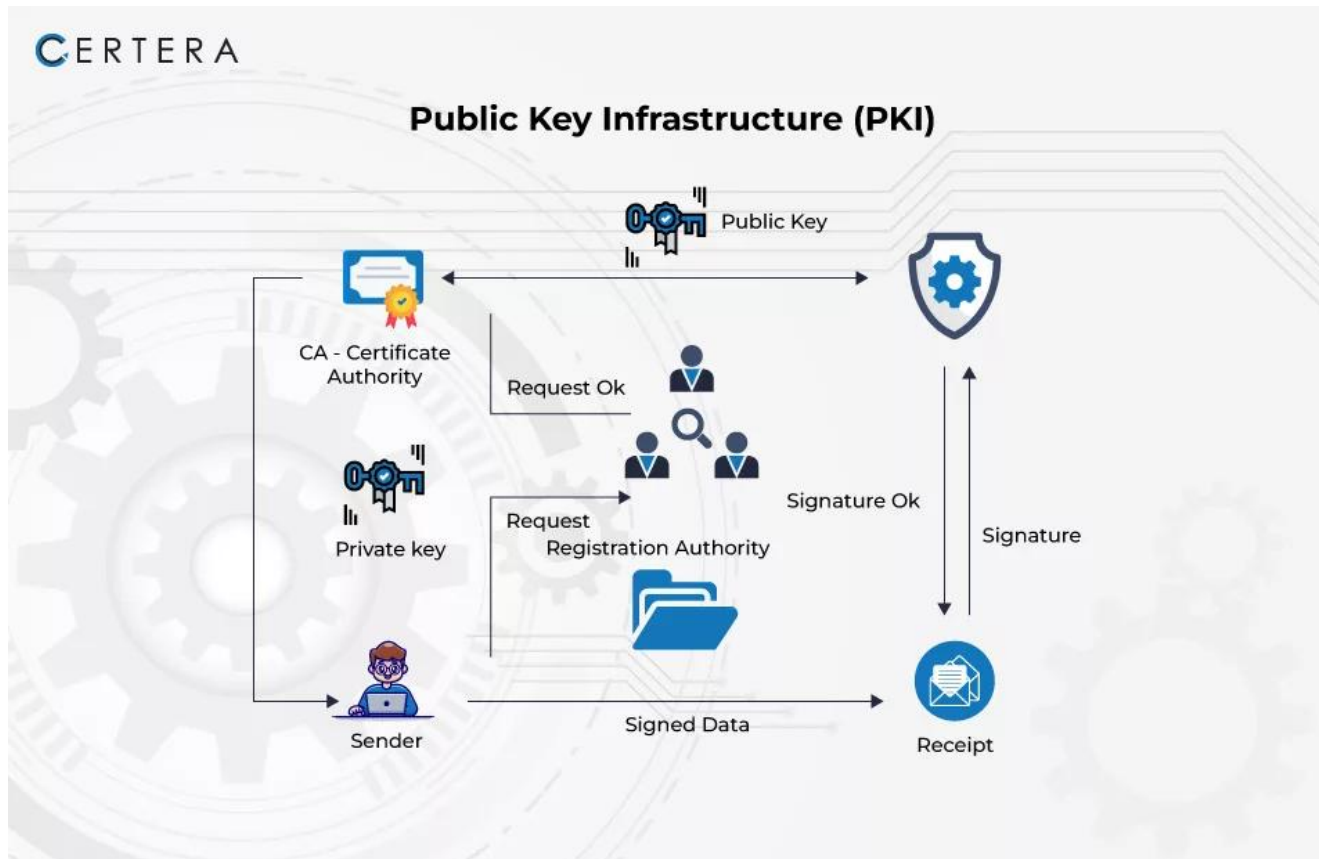 CERTERA
Public Key Infrastructure (PKI)
Public Key
CA - Certificate
Authority
Request Ok
Private key
Request
Registration Authority
Signature Ok
Signature
Sender
Signed Data
Receipt